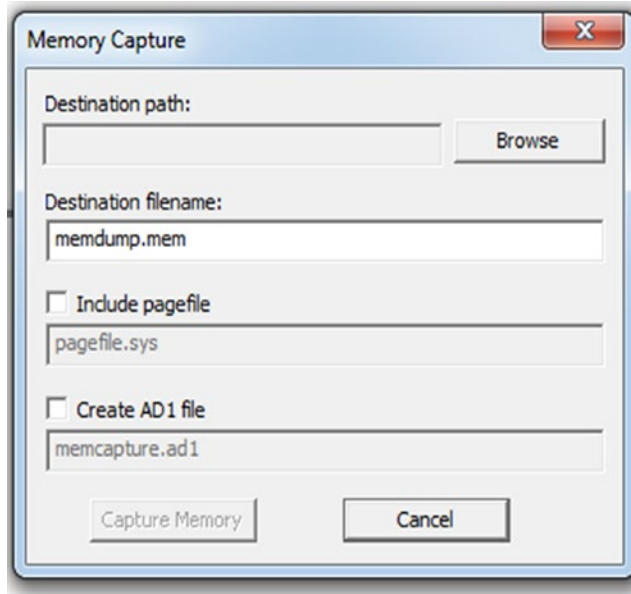 Memory Capture
Destination path:
Browse
Destination filename:
memdump.mem
Include pagefile
pagefile.sys
Create AD1 file
memcapture.ad1
Capture Memory Cancel